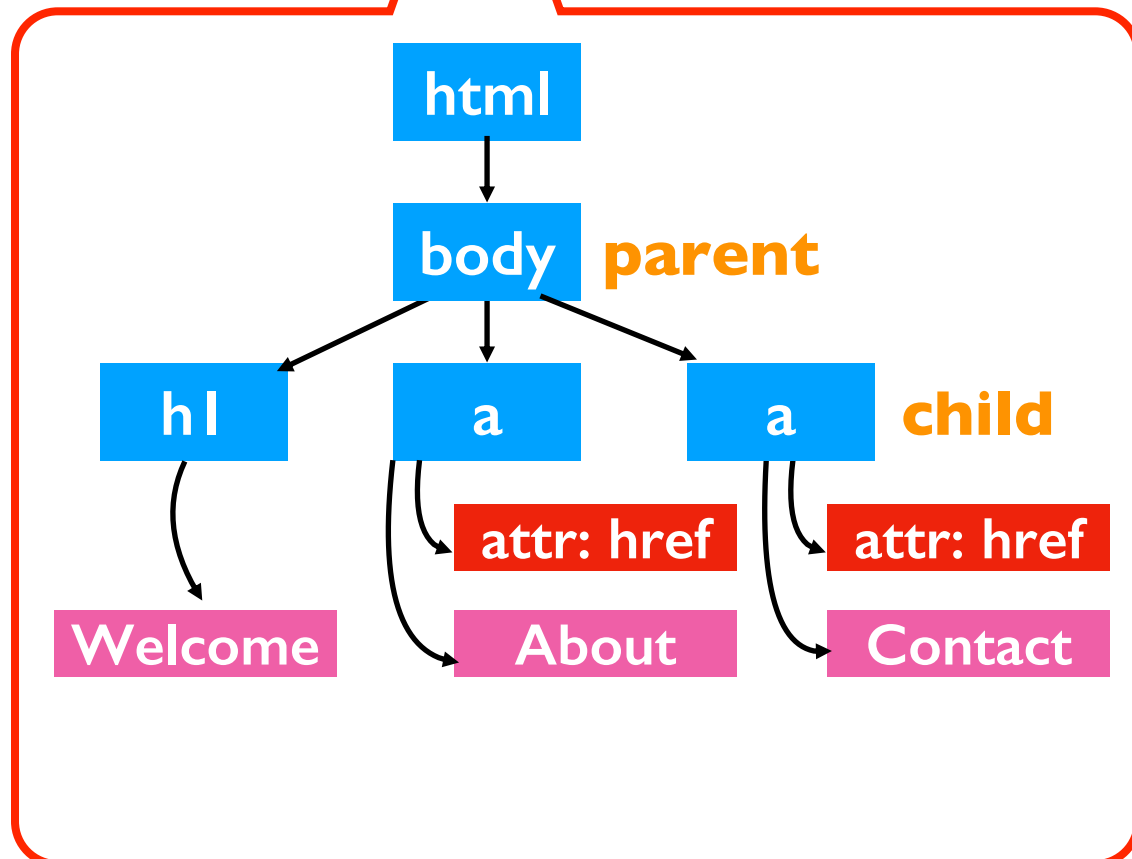 html
body parent
h1 a a child
attr: href attr: href
Welcome About Contact